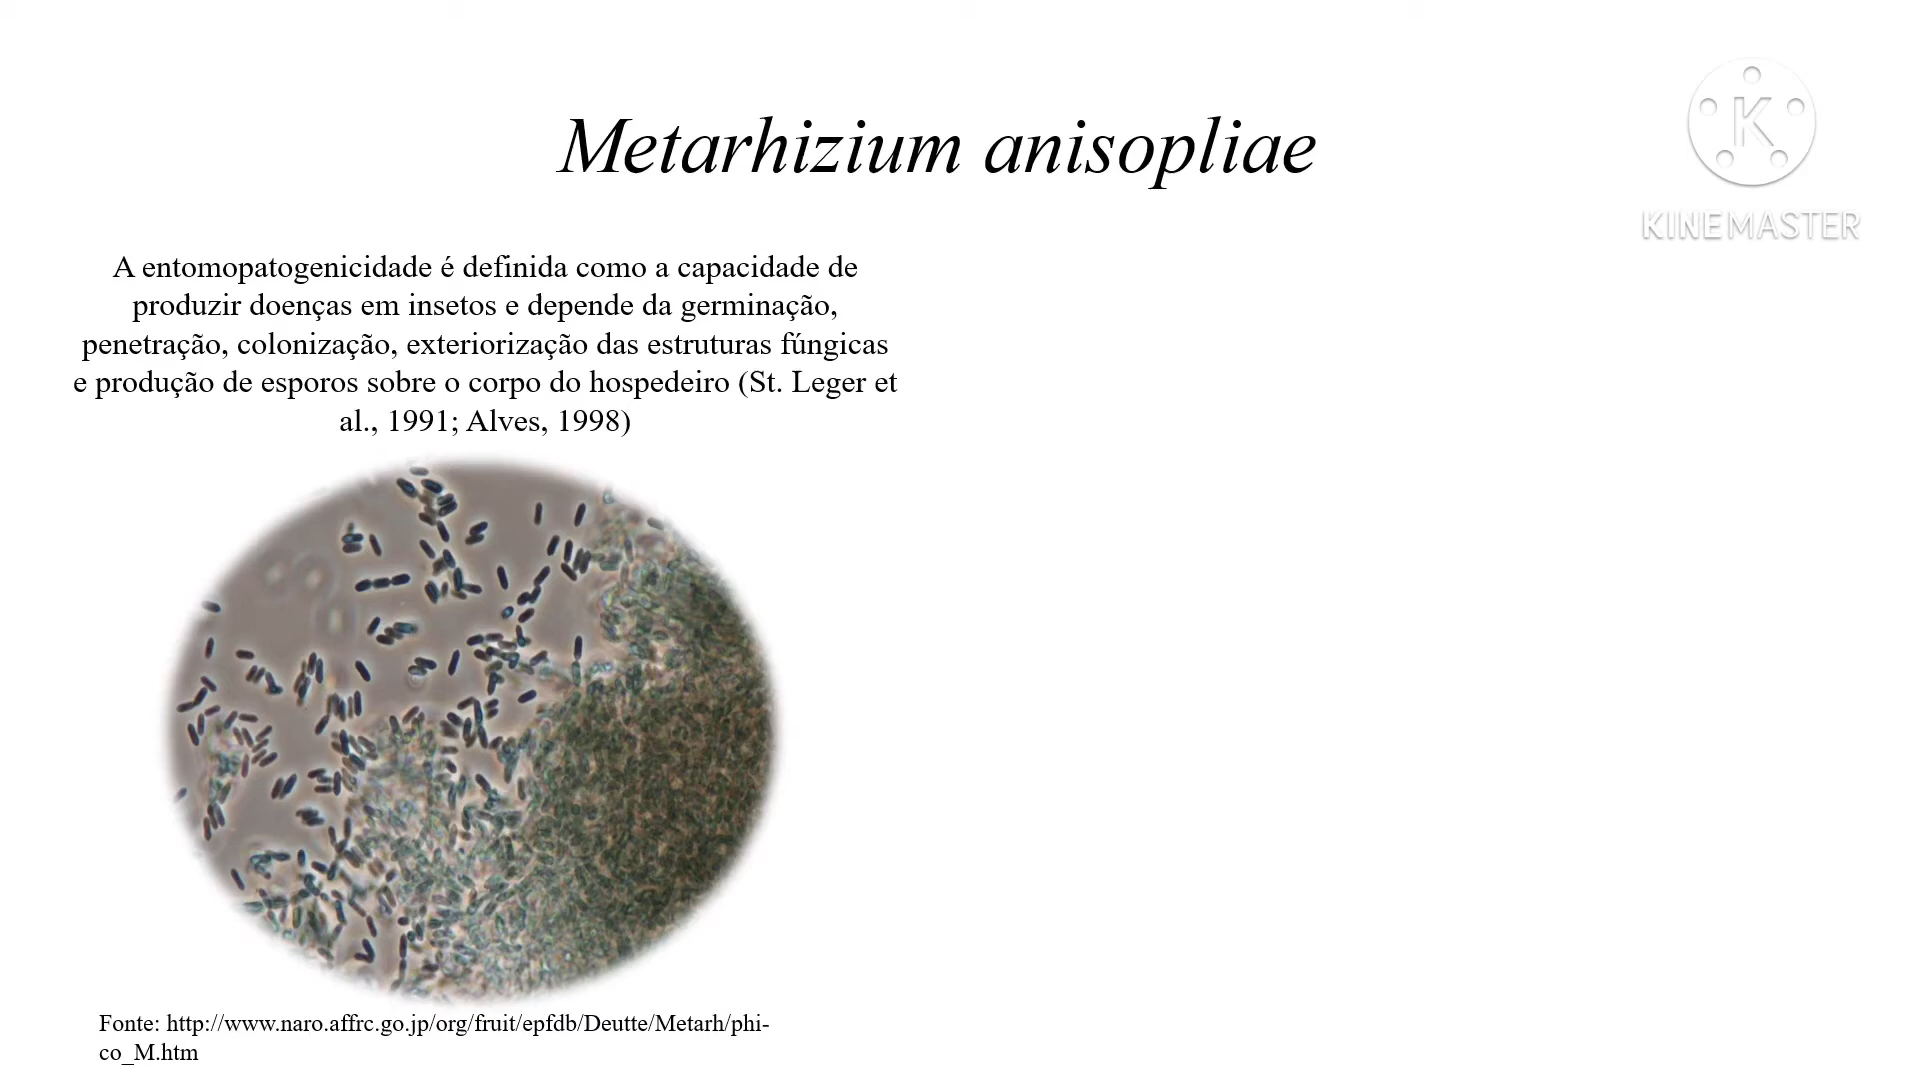 Metarhizium anisopliae
K
KINEMASTER
A entomopatogenicidade é definida como a capacidade de
produzir doenças em insetos e depende da germinação,
penetração, colonização, exteriorização das estruturas fúngicas
e produção de esporos sobre o corpo do hospedeiro (St. Leger et
al., 1991; Alves, 1998)
Fonte: http://www.naro.affrc.go.jp/org/fruit/epfdb/Deutte/Metarh/phi-
co_M.htm